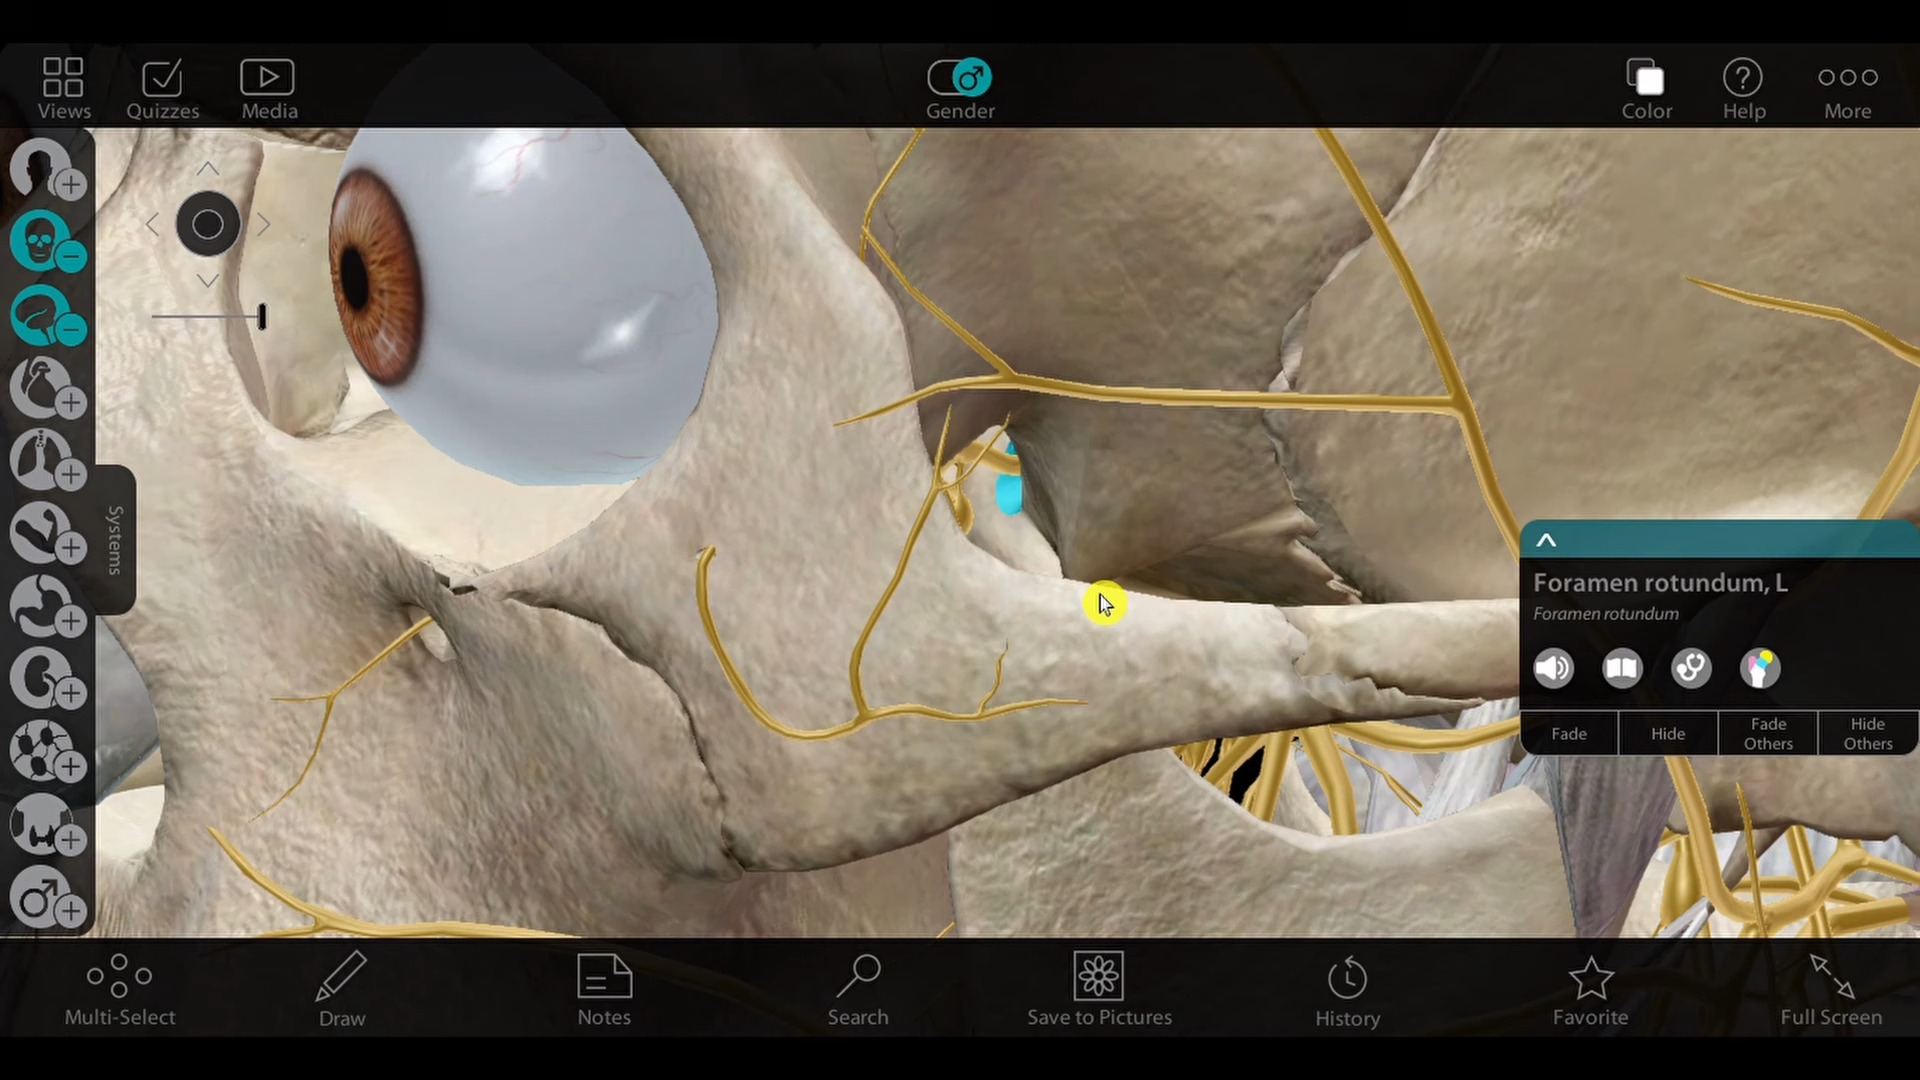 Views
Quizzes
Media
Gender
Color
Help
More
Systems
Foramen rotundum, L
Foramen rotundum
Fade
Hide
Fade
Others
Hide
Others
Multi-Select
Draw
Notes
Search
Save to Pictures
History
Favorite
Full Screen